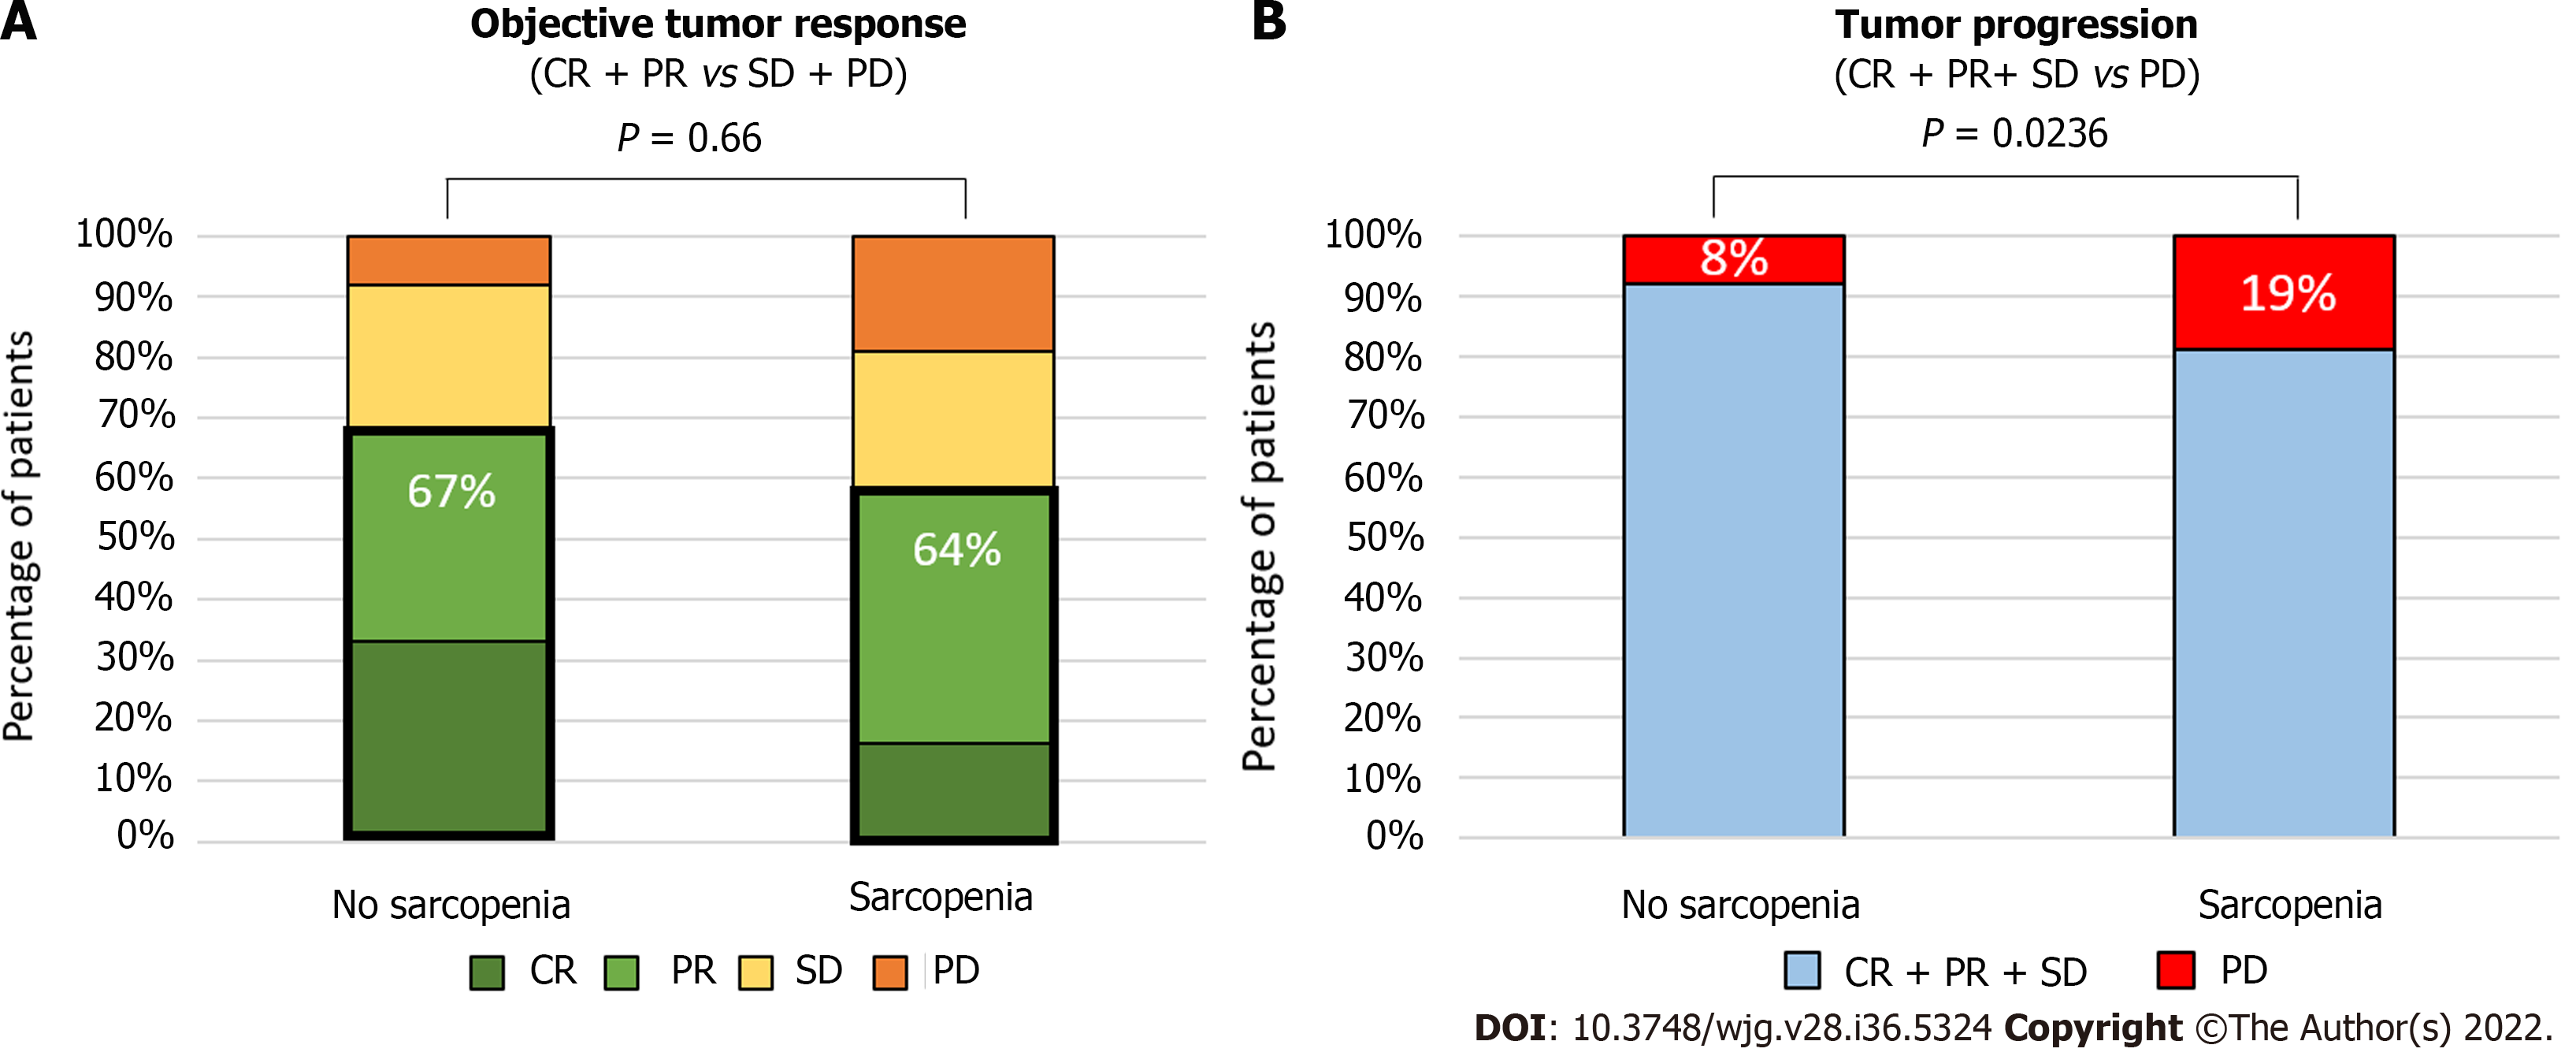 A
Objective tumor response
(CR + PR vs SD + PD)
P = 0.66
100%
90%
80%
70%
60%
50%
40%
30%
20%
10%
0%
Percentage of patients
67%
64%
No sarcopenia
Sarcopenia
CR PR SD PD
B
Tumor progression
(CR + PR+ SD vs PD)
P = 0.0236
100%
90%
80%
70%
60%
50%
40%
30%
20%
10%
0%
Percentage of patients
8%
19%
No sarcopenia
Sarcopenia
CR + PR + SD PD
DOI: 10.3748/wjg.v28.i36.5324 Copyright ©The Author(s) 2022.